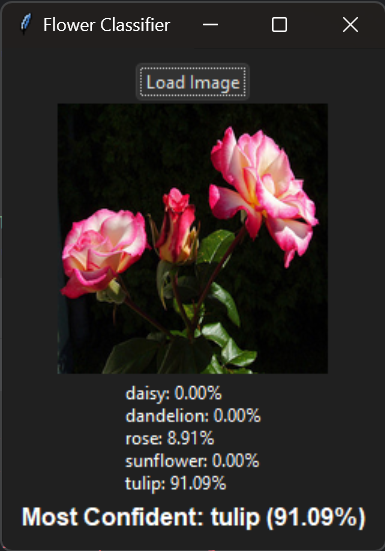 Flower Classifier
Load Image
daisy: 0.00%
dandelion: 0.00%
rose: 8.91%
sunflower: 0.00%
tulip: 91.09%
Most Confident: tulip (91.09%)